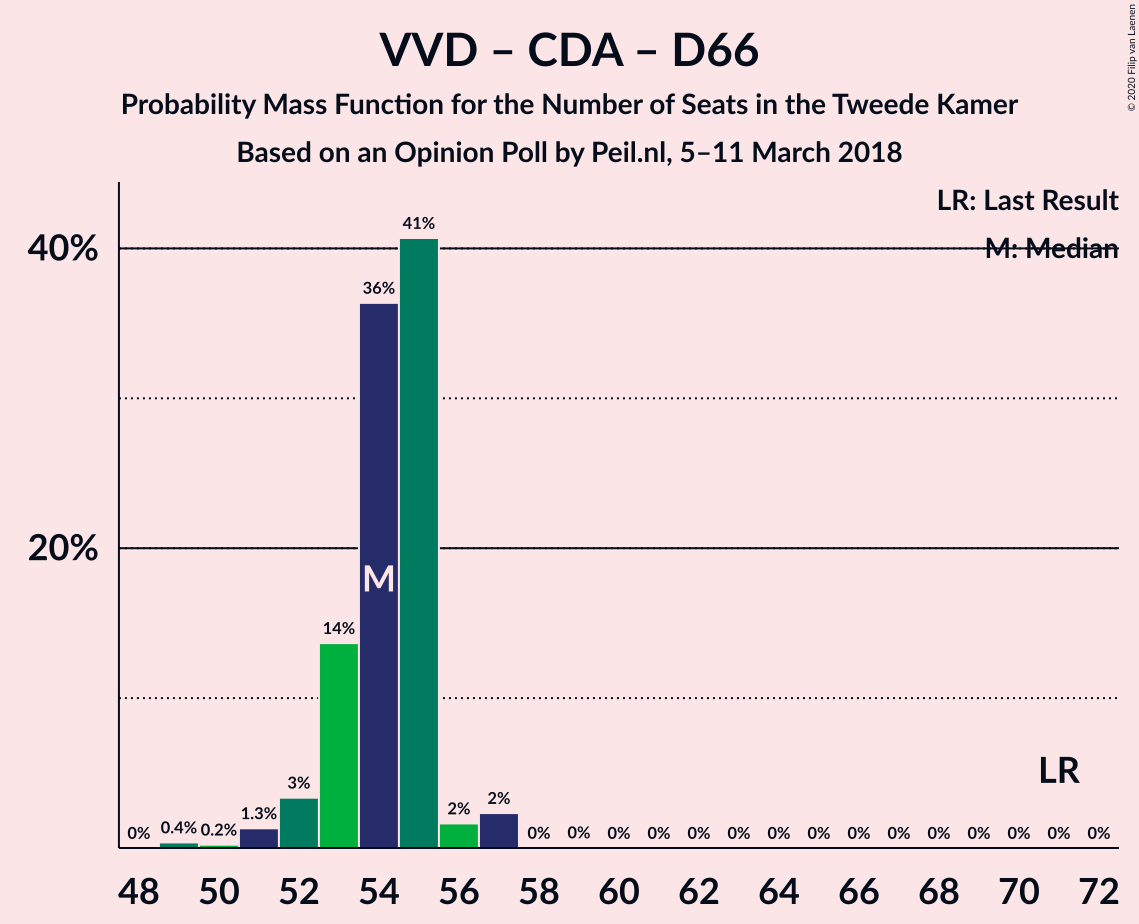 VVD – CDA – D66
Probability Mass Function for the Number of Seats in the Tweede Kamer
Based on an Opinion Poll by Peil.nl, 5–11 March 2018
© 2020 Filip van Laenen
LR: Last Result
M: Median
40%
20%
0% 0.4% 0.2% 1.3% 3% 14% 36% 41% 2% 2% 0% 0% 0% 0% 0% 0% 0% 0% 0% 0% 0% 0% 0% 0% 0%
M
LR
48 50 52 54 56 58 60 62 64 66 68 70 72